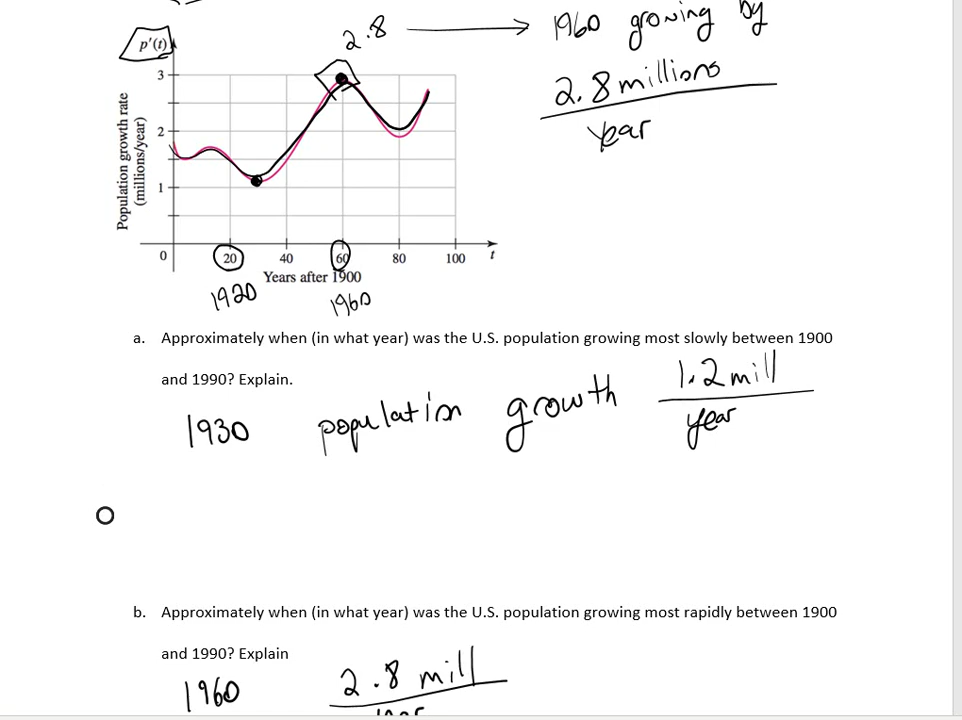 2.8
1960 growing by
2.8 millions
year
p'(t)
3
2
1
0
Population growth rate
(millions/year)
20 40 60 80 100 t
Years after 1900
1920 1960
a. Approximately when (in what year) was the U.S. population growing most slowly between 1900
and 1990? Explain.
1930 population growth 1.2 mill
year
b. Approximately when (in what year) was the U.S. population growing most rapidly between 1900
and 1990? Explain
1960 2.8 mill